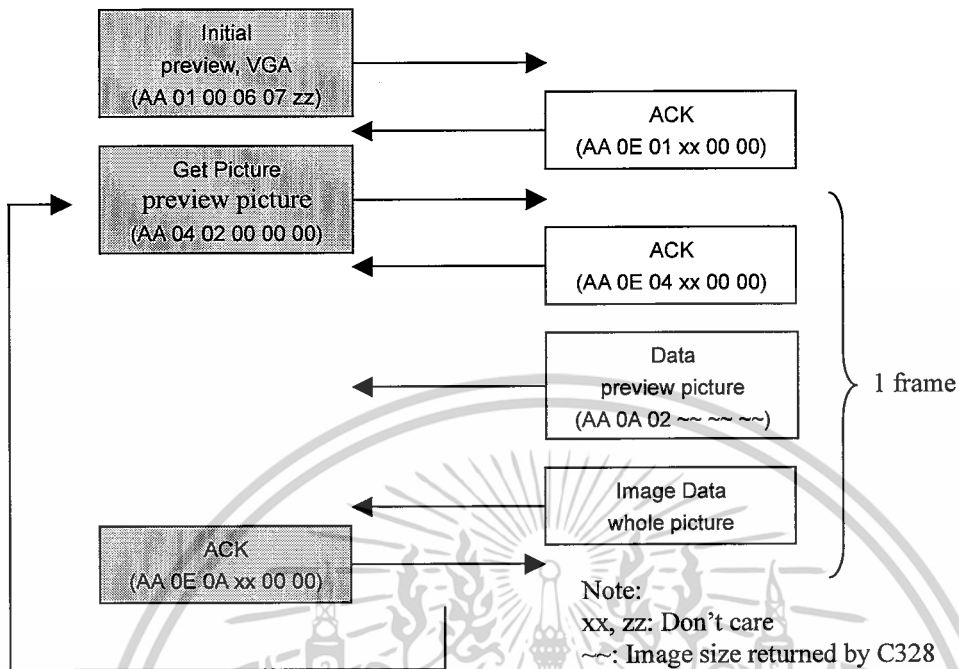 Initial
preview, VGA
(AA 01 00 06 07 zz)
ACK
(AA 0E 01 xx 00 00)
Get Picture
preview picture
(AA 04 02 00 00 00)
ACK
(AA 0E 04 xx 00 00)
Data
preview picture
(AA 0A 02 ~~ ~~ ~~)
1 frame
Image Data
whole picture
ACK
(AA 0E 0A xx 00 00)
Note:
xx, zz: Don't care
~~: Image size returned by C328